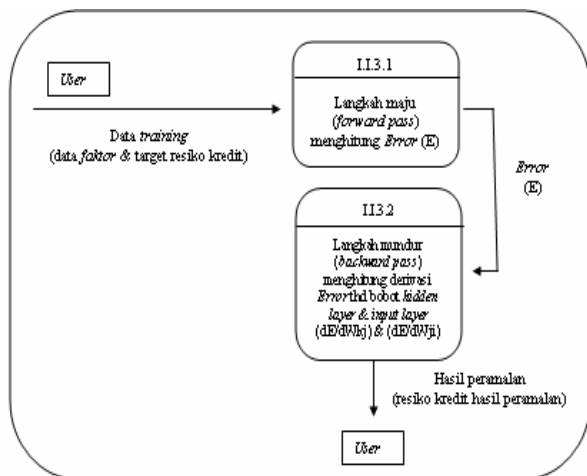 User
Data training
(data faktor & target resiko kredit)
I.I.3.1
Langkah maju
(forward pass)
menghitung Error (E)
Error
(E)
I.I3.2
Langkah mundur
(backward pass)
menghitung derivasi
Error thd bobot hidden
layer & input layer
(dE/dWkj) & (dE/dWji)
Hasil peramalan
(resiko kredit hasil peramalan)
User